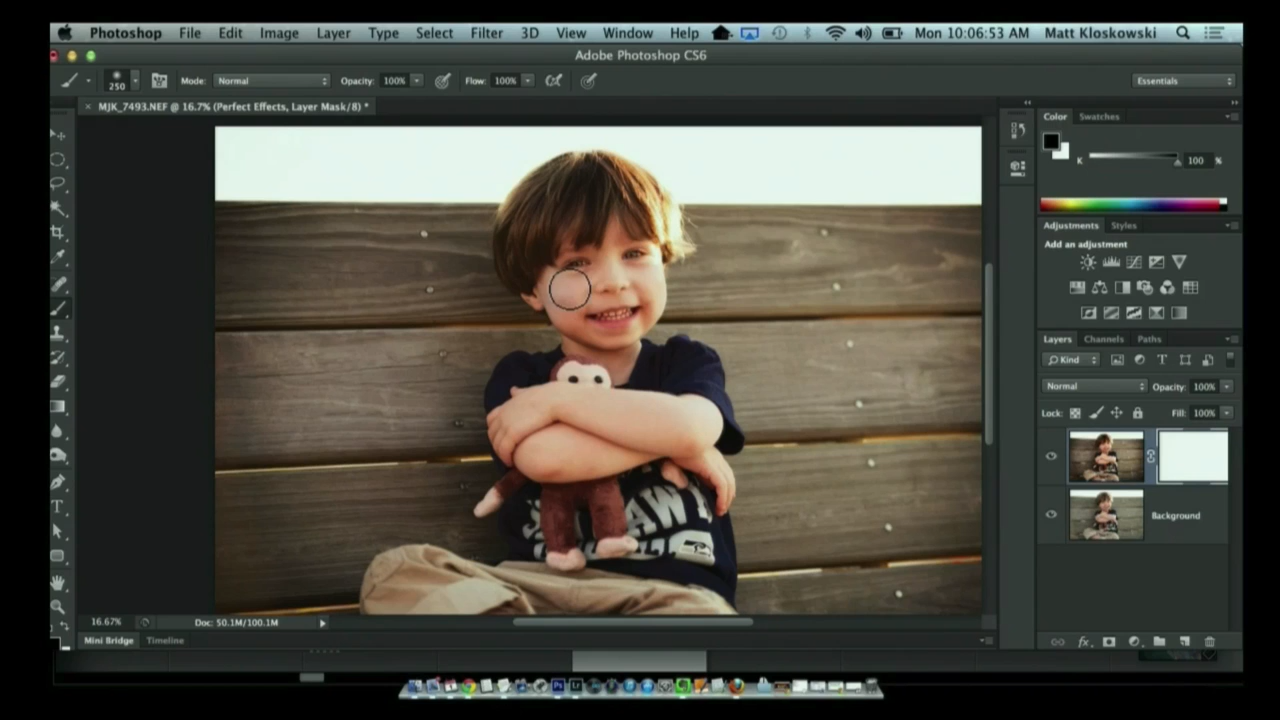 Photoshop File Edit Image Layer Type Select Filter 3D View Window Help Mon 10:06:53 AM Matt Kloskowski
Adobe Photoshop CS6
250 Mode: Normal Opacity: 100% Flow: 100% Essentials
× MJK_7493.NEF @ 16.7% (Perfect Effects, Layer Mask/8) *
Color Swatches
K 100 %
Adjustments Styles
Add an adjustment
Layers Channels Paths
Kind
Normal Opacity: 100%
Lock: Fill: 100%
Background
16.67% Doc: 50.1M/100.1M
Mini Bridge Timeline